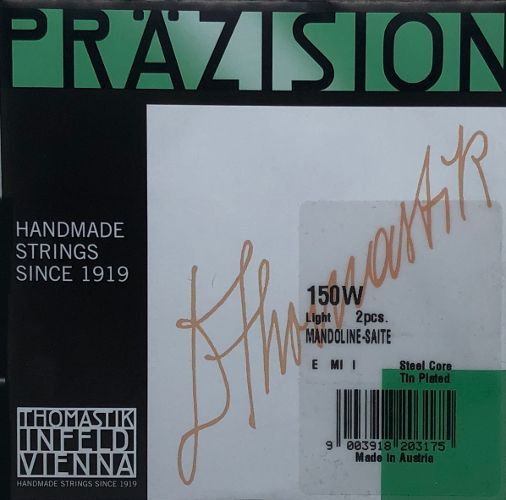 PRÄZISION
HANDMADE
STRINGS
SINCE 1919
Thomastik
150W
Light 2pcs.
MANDOLINE-SAITE
E MI I Steel Core
Tin Plated
9 003918 203175
Made in Austria
THOMASTIK
INFELD
VIENNA
HANDMADE STRINGS SINCE 1919